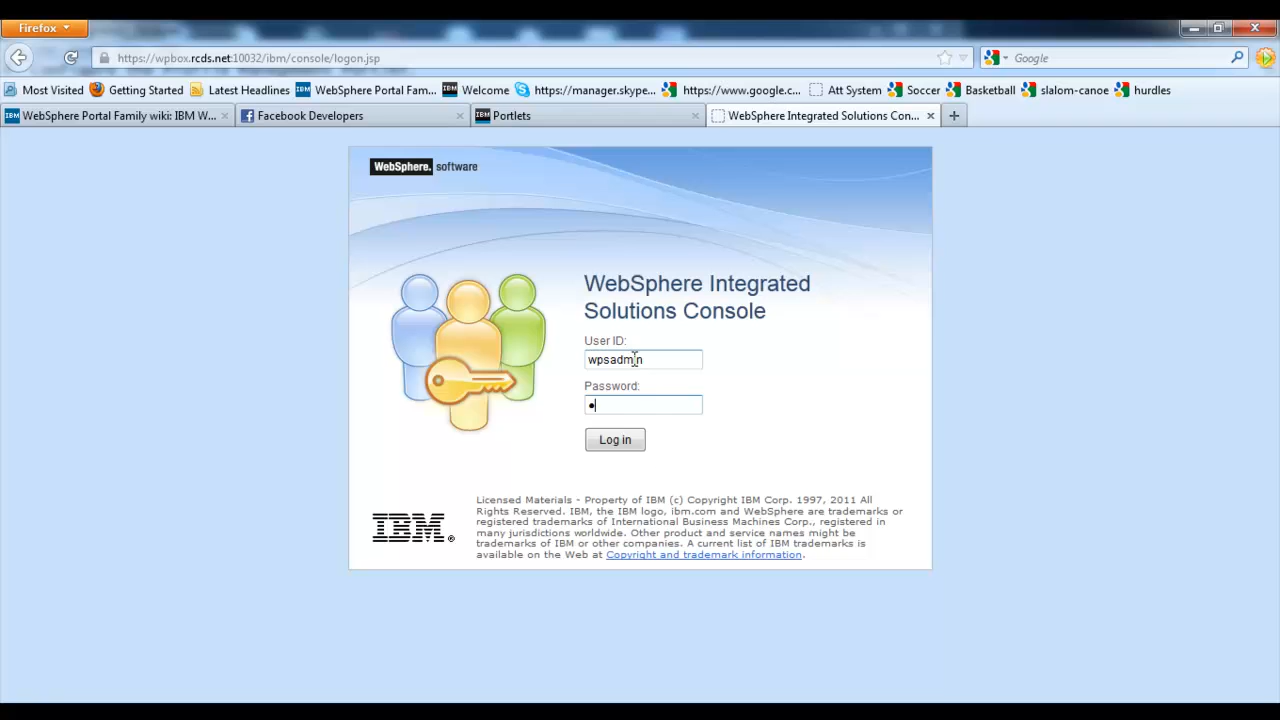 Firefox
https://wpbox.rcds.net:10032/ibm/console/logon.jsp
Google
Most Visited Getting Started Latest Headlines WebSphere Portal Fam... Welcome https://manager.skype... https://www.google.c... Att System Soccer Basketball slalom-canoe hurdles
WebSphere Portal Family wiki: IBM W... Facebook Developers Portlets WebSphere Integrated Solutions Con...
WebSphere. software
WebSphere Integrated
Solutions Console
User ID:
wpsadmin
Password:
Log in
Licensed Materials - Property of IBM (c) Copyright IBM Corp. 1997, 2011 All
Rights Reserved. IBM, the IBM logo, ibm.com and WebSphere are trademarks or
registered trademarks of International Business Machines Corp., registered in
many jurisdictions worldwide. Other product and service names might be
trademarks of IBM or other companies. A current list of IBM trademarks is
available on the Web at Copyright and trademark information.
IBM®